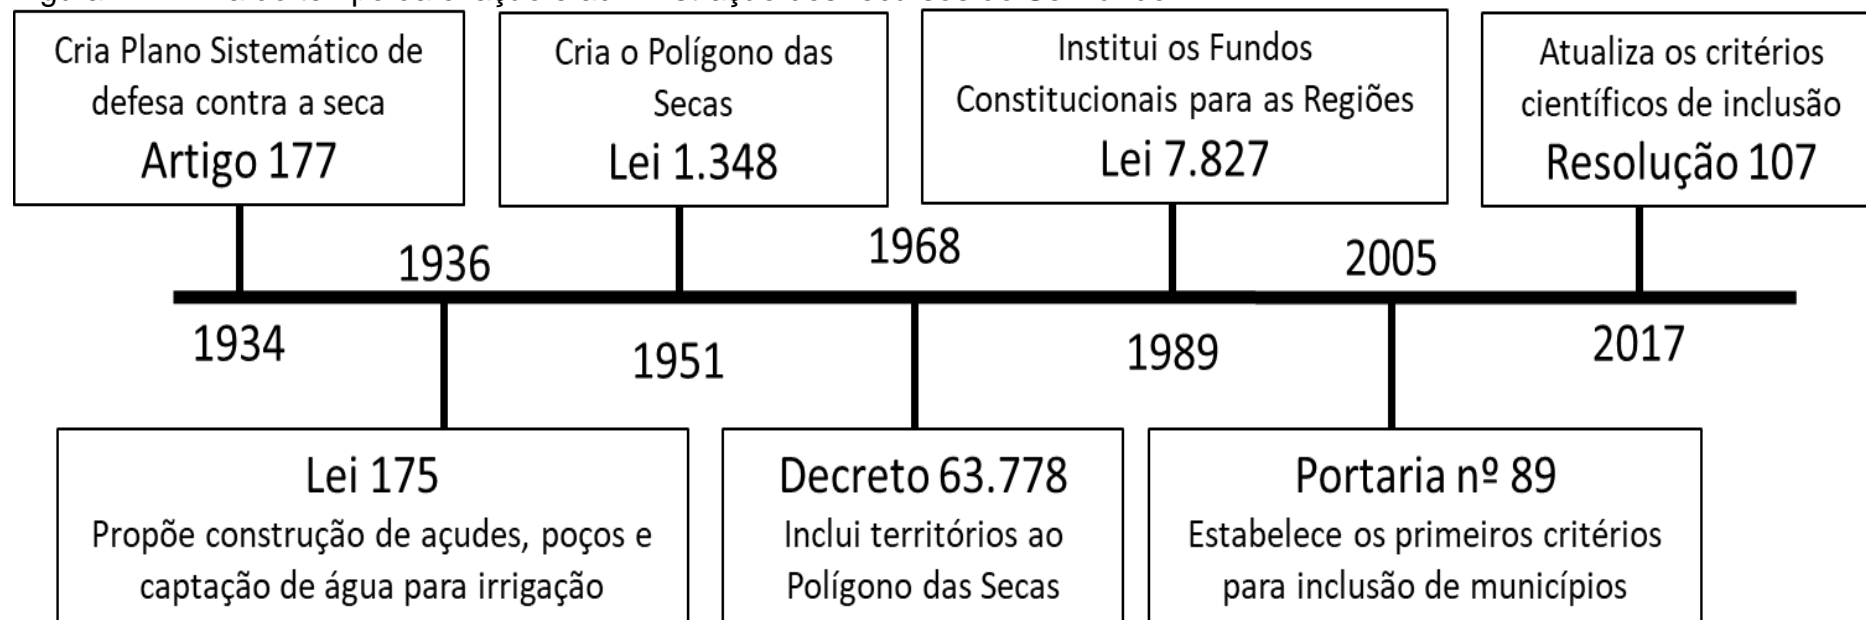 Cria Plano Sistemático de
defesa contra a seca
Artigo 177
Cria o Polígono das
Secas
Lei 1.348
Institui os Fundos
Constitucionais para as Regiões
Lei 7.827
Atualiza os critérios
científicos de inclusão
Resolução 107
1936
1968
2005
1934
1951
1989
2017
Lei 175
Propõe construção de açudes, poços e
captação de água para irrigação
Decreto 63.778
Inclui territórios ao
Polígono das Secas
Portaria nº 89
Estabelece os primeiros critérios
para inclusão de municípios